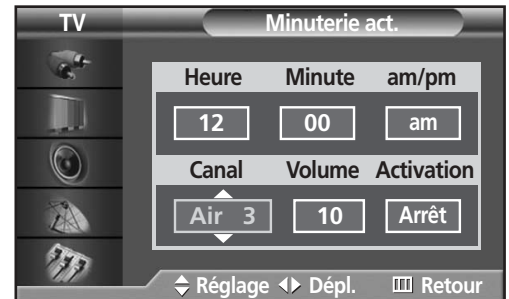 TV Minuterie act.
Heure Minute am/pm
12 00 am
Canal Volume Activation
Air 3 10 Arrêt
Réglage Dépl. Retour